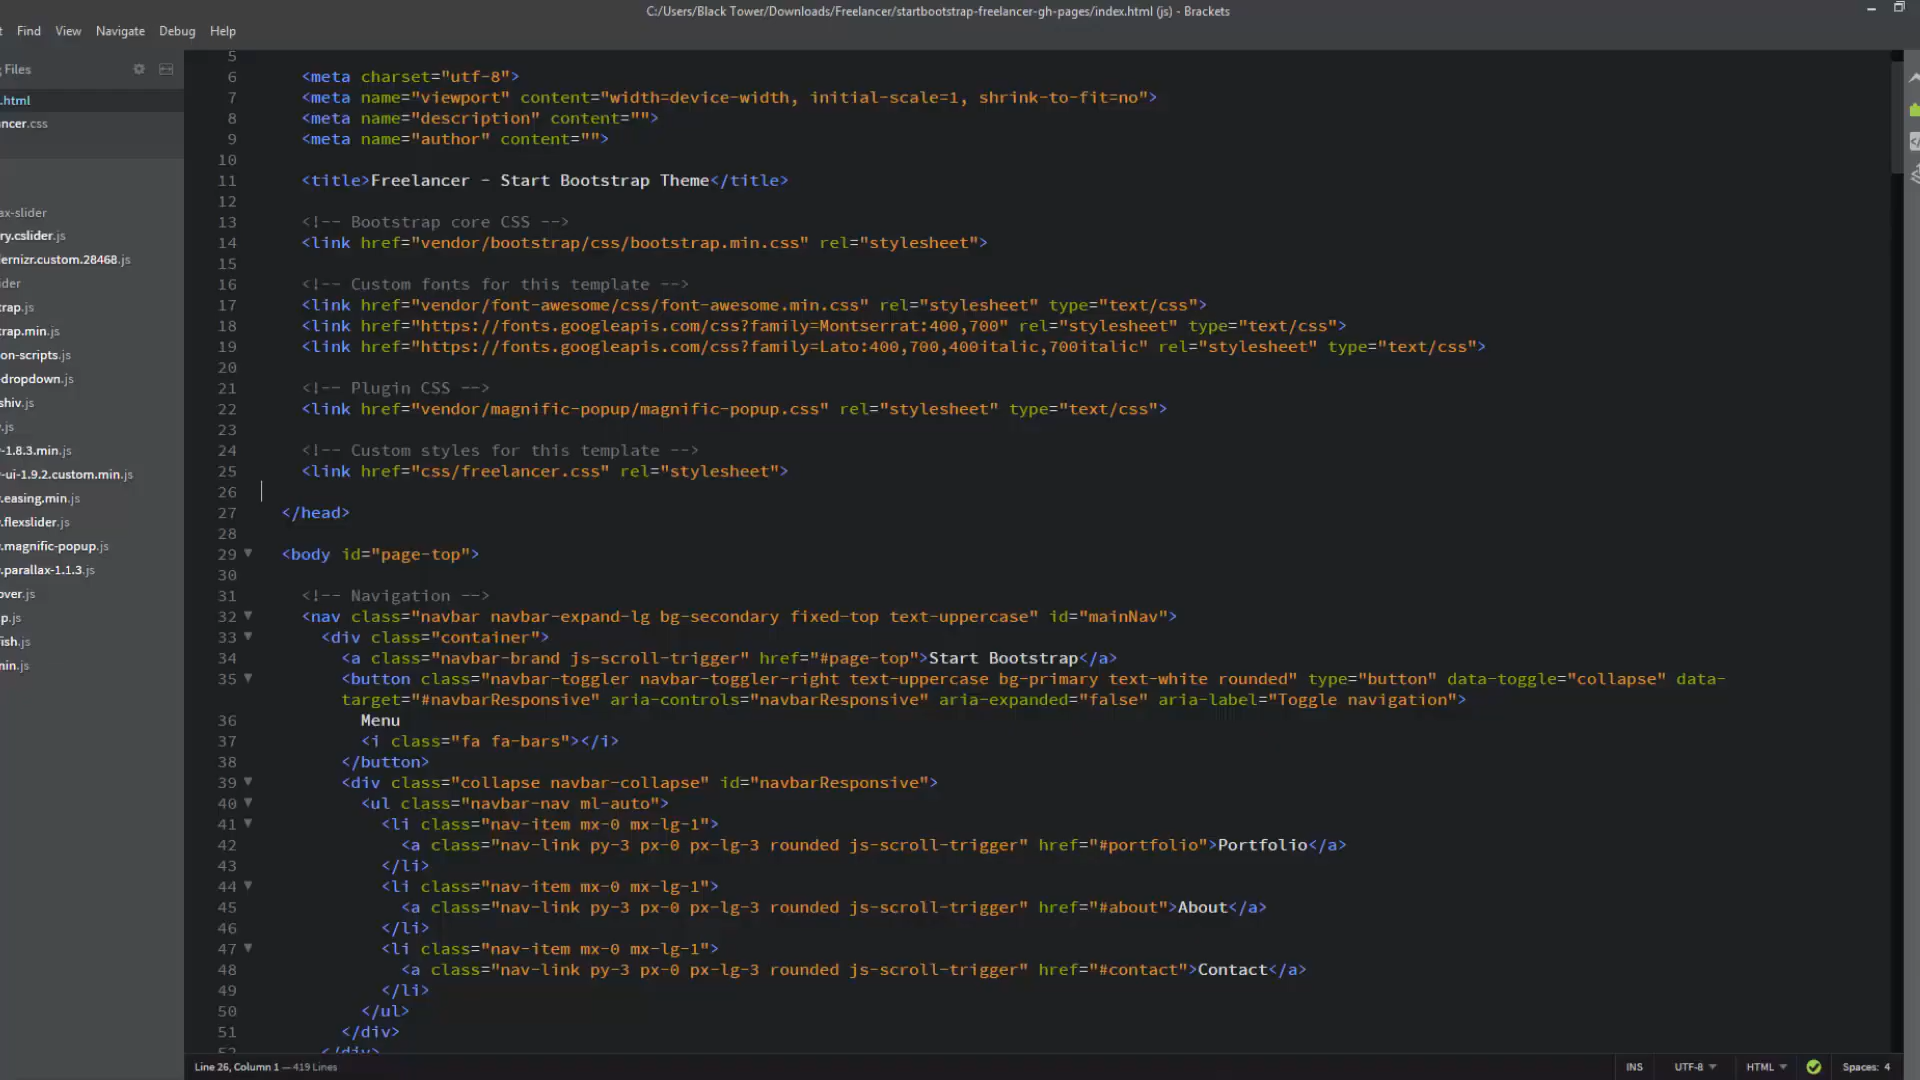 C:/Users/Black Tower/Downloads/Freelancer/startbootstrap-freelancer-gh-pages/index.html (js) - Brackets
t Find View Navigate Debug Help
g Files
.html
ncer.css
ax-slider
ry.cslider.js
ernizr.custom.28468.js
ider
rap.js
rap.min.js
on-scripts.js
-dropdown.js
shiv.js
.js
-1.8.3.min.js
-ui-1.9.2.custom.min.js
.easing.min.js
.flexslider.js
.magnific-popup.js
.parallax-1.1.3.js
over.js
p.js
fish.js
min.js
5
6 <meta charset="utf-8">
7 <meta name="viewport" content="width=device-width, initial-scale=1, shrink-to-fit=no">
8 <meta name="description" content="">
9 <meta name="author" content="">
10
11 <title>Freelancer - Start Bootstrap Theme</title>
12
13 <!-- Bootstrap core CSS -->
14 <link href="vendor/bootstrap/css/bootstrap.min.css" rel="stylesheet">
15
16 <!-- Custom fonts for this template -->
17 <link href="vendor/font-awesome/css/font-awesome.min.css" rel="stylesheet" type="text/css">
18 <link href="https://fonts.googleapis.com/css?family=Montserrat:400,700" rel="stylesheet" type="text/css">
19 <link href="https://fonts.googleapis.com/css?family=Lato:400,700,400italic,700italic" rel="stylesheet" type="text/css">
20
21 <!-- Plugin CSS -->
22 <link href="vendor/magnific-popup/magnific-popup.css" rel="stylesheet" type="text/css">
23
24 <!-- Custom styles for this template -->
25 <link href="css/freelancer.css" rel="stylesheet">
26
27 </head>
28
29 <body id="page-top">
30
31 <!-- Navigation -->
32 <nav class="navbar navbar-expand-lg bg-secondary fixed-top text-uppercase" id="mainNav">
33 <div class="container">
34 <a class="navbar-brand js-scroll-trigger" href="#page-top">Start Bootstrap</a>
35 <button class="navbar-toggler navbar-toggler-right text-uppercase bg-primary text-white rounded" type="button" data-toggle="collapse" data-
target="#navbarResponsive" aria-controls="navbarResponsive" aria-expanded="false" aria-label="Toggle navigation">
36 Menu
37 <i class="fa fa-bars"></i>
38 </button>
39 <div class="collapse navbar-collapse" id="navbarResponsive">
40 <ul class="navbar-nav ml-auto">
41 <li class="nav-item mx-0 mx-lg-1">
42 <a class="nav-link py-3 px-0 px-lg-3 rounded js-scroll-trigger" href="#portfolio">Portfolio</a>
43 </li>
44 <li class="nav-item mx-0 mx-lg-1">
45 <a class="nav-link py-3 px-0 px-lg-3 rounded js-scroll-trigger" href="#about">About</a>
46 </li>
47 <li class="nav-item mx-0 mx-lg-1">
48 <a class="nav-link py-3 px-0 px-lg-3 rounded js-scroll-trigger" href="#contact">Contact</a>
49 </li>
50 </ul>
51 </div>
52 </div>
Line 26, Column 1 — 419 Lines
INS UTF-8 HTML Spaces: 4